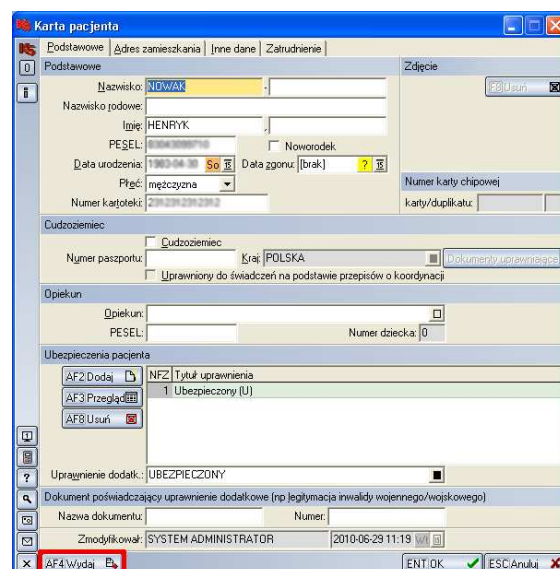 Karta pacjenta
Podstawowe Adres zamieszkania Inne dane Zatrudnienie
Podstawowe Zdjęcie
Nazwisko: NOWAK - F8 Usuń
Nazwisko rodowe:
Imię: HENRYK ,
PESEL: Noworodek
Data urodzenia: So 15 Data zgonu: [brak] ? 15
Płeć: mężczyzna Numer karty chipowej
Numer kartoteki: karty/duplikatu:
Cudzoziemiec
Cudzoziemiec
Numer paszportu: Kraj: POLSKA Dokumenty uprawniające
Uprawniony do świadczeń na podstawie przepisów o koordynacji
Opiekun
Opiekun:
PESEL: Numer dziecka: 0
Ubezpieczenia pacjenta
AF2 Dodaj NFZ Tytuł uprawnienia
AF3 Przegląd 1 Ubezpieczony (U)
AF8 Usuń
Uprawnienie dodatk.: UBEZPIECZONY
Dokument poświadczający uprawnienie dodatkowe (np legitymacja inwalidy wojennego/wojskowego)
Nazwa dokumentu: Numer:
Zmodyfikował: SYSTEM ADMINISTRATOR 2010-06-29 11:19 Wt
AF4 Wydaj ENT OK ESC Anuluj